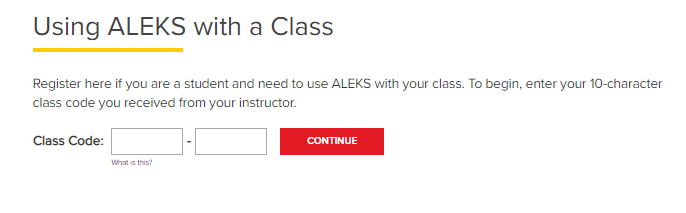 Using ALEKS with a Class
Register here if you are a student and need to use ALEKS with your class. To begin, enter your 10-character
class code you received from your instructor.
Class Code: - CONTINUE
What is this?